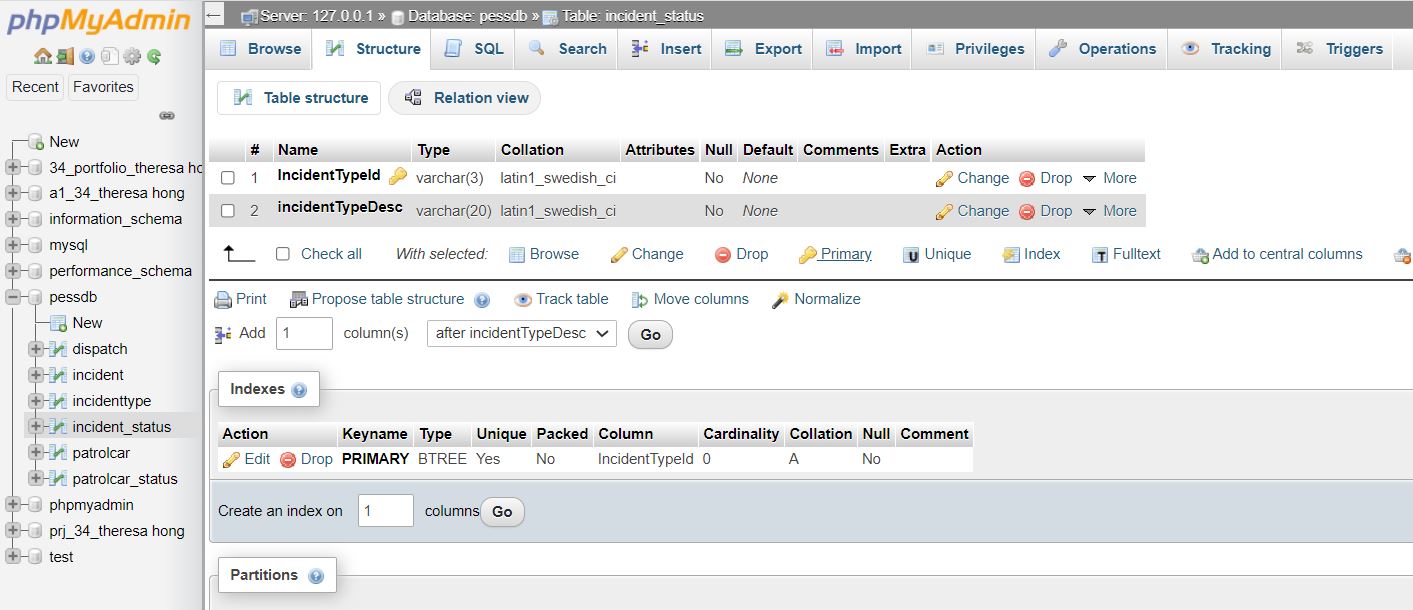 phpMyAdmin
Recent Favorites
New
34_portfolio_theresa ho
a1_34_theresa hong
information_schema
mysql
performance_schema
pessdb
New
dispatch
incident
incidenttype
incident_status
patrolcar
patrolcar_status
phpmyadmin
prj_34_theresa hong
test
Server: 127.0.0.1 » Database: pessdb » Table: incident_status
Browse Structure SQL Search Insert Export Import Privileges Operations Tracking Triggers
Table structure Relation view
# Name Type Collation Attributes Null Default Comments Extra Action
1 IncidentTypeId varchar(3) latin1_swedish_ci No None Change Drop More
2 incidentTypeDesc varchar(20) latin1_swedish_ci No None Change Drop More
Check all With selected: Browse Change Drop Primary U Unique Index T Fulltext Add to central columns
Print Propose table structure Track table Move columns Normalize
Add 1 column(s) after incidentTypeDesc Go
Indexes
Action Keyname Type Unique Packed Column Cardinality Collation Null Comment
Edit Drop PRIMARY BTREE Yes No IncidentTypeId 0 A No
Create an index on 1 columns Go
Partitions